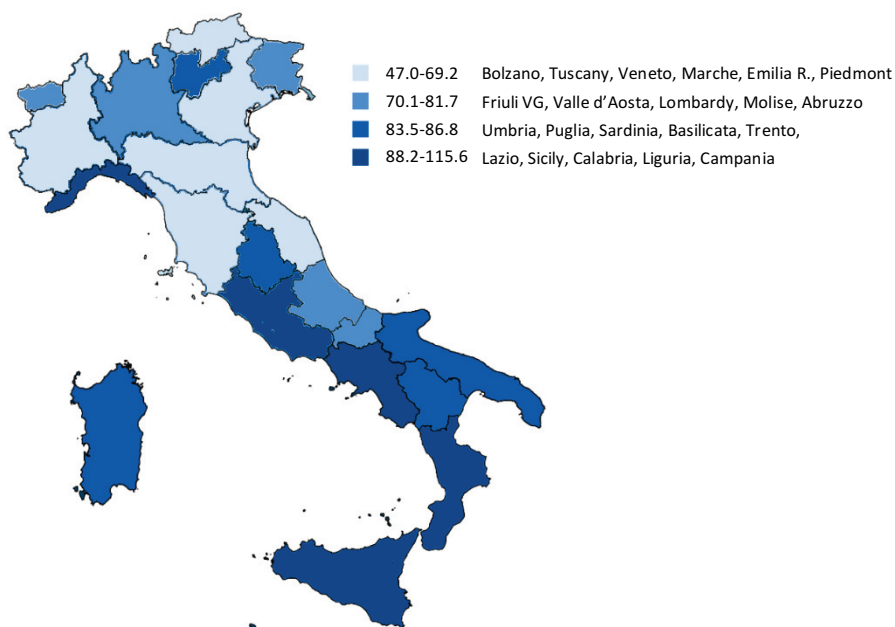 47.0-69.2 Bolzano, Tuscany, Veneto, Marche, Emilia R., Piedmont
70.1-81.7 Friuli VG, Valle d’Aosta, Lombardy, Molise, Abruzzo
83.5-86.8 Umbria, Puglia, Sardinia, Basilicata, Trento,
88.2-115.6 Lazio, Sicily, Calabria, Liguria, Campania